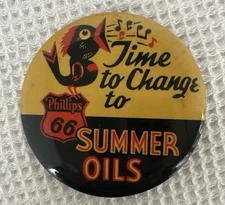 Time
to Change
to
Phillips
66
SUMMER
OILS